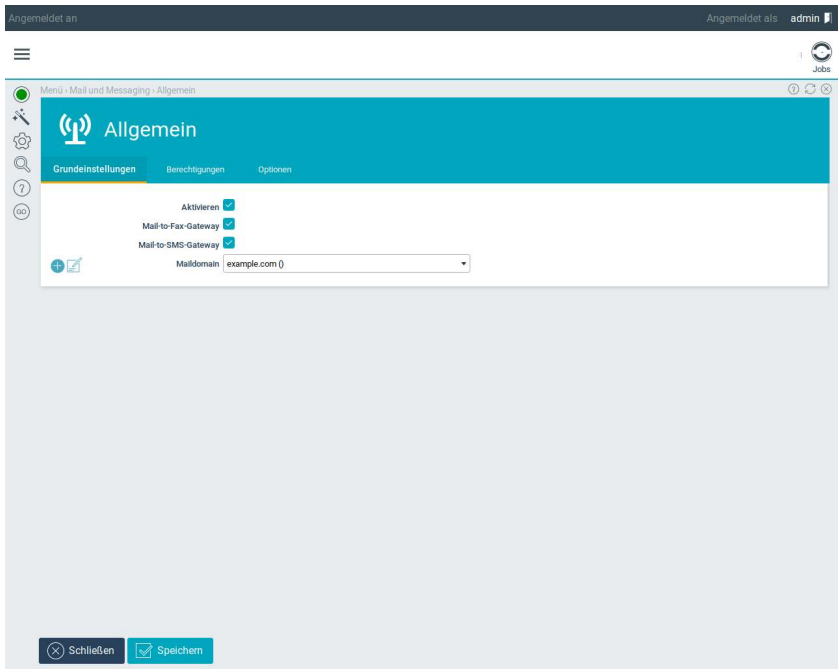 Angemeldet an
Angemeldet als admin
Jobs
Menü › Mail und Messaging › Allgemein
Allgemein
Grundeinstellungen Berechtigungen Optionen
Aktivieren
Mail-to-Fax-Gateway
Mail-to-SMS-Gateway
Maildomain example.com ()
GO
Schließen Speichern